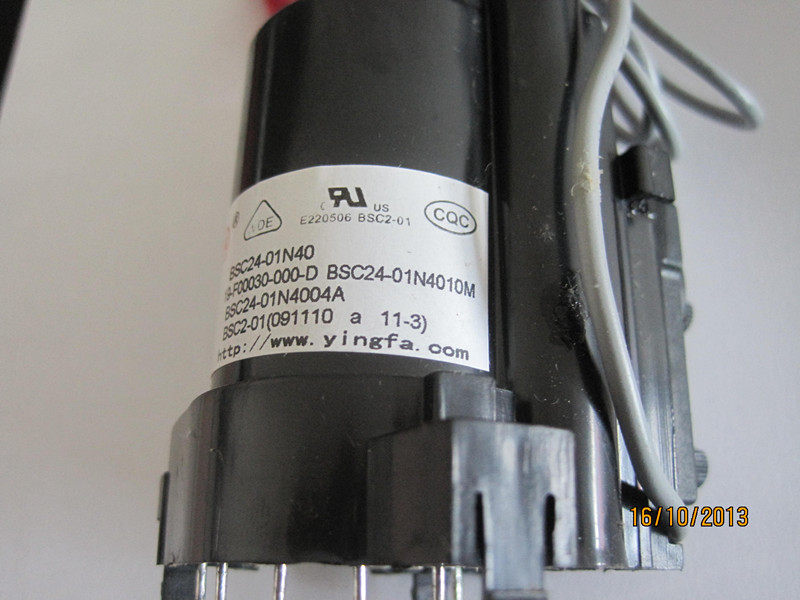 ®
VDE
c RU US
E220506 BSC2-01
CQC
BSC24-01N40
-F00030-000-D BSC24-01N4010M
BSC24-01N4004A
BSC2-01(091110 a 11-3)
http://www.yingfa.com
16/10/2013